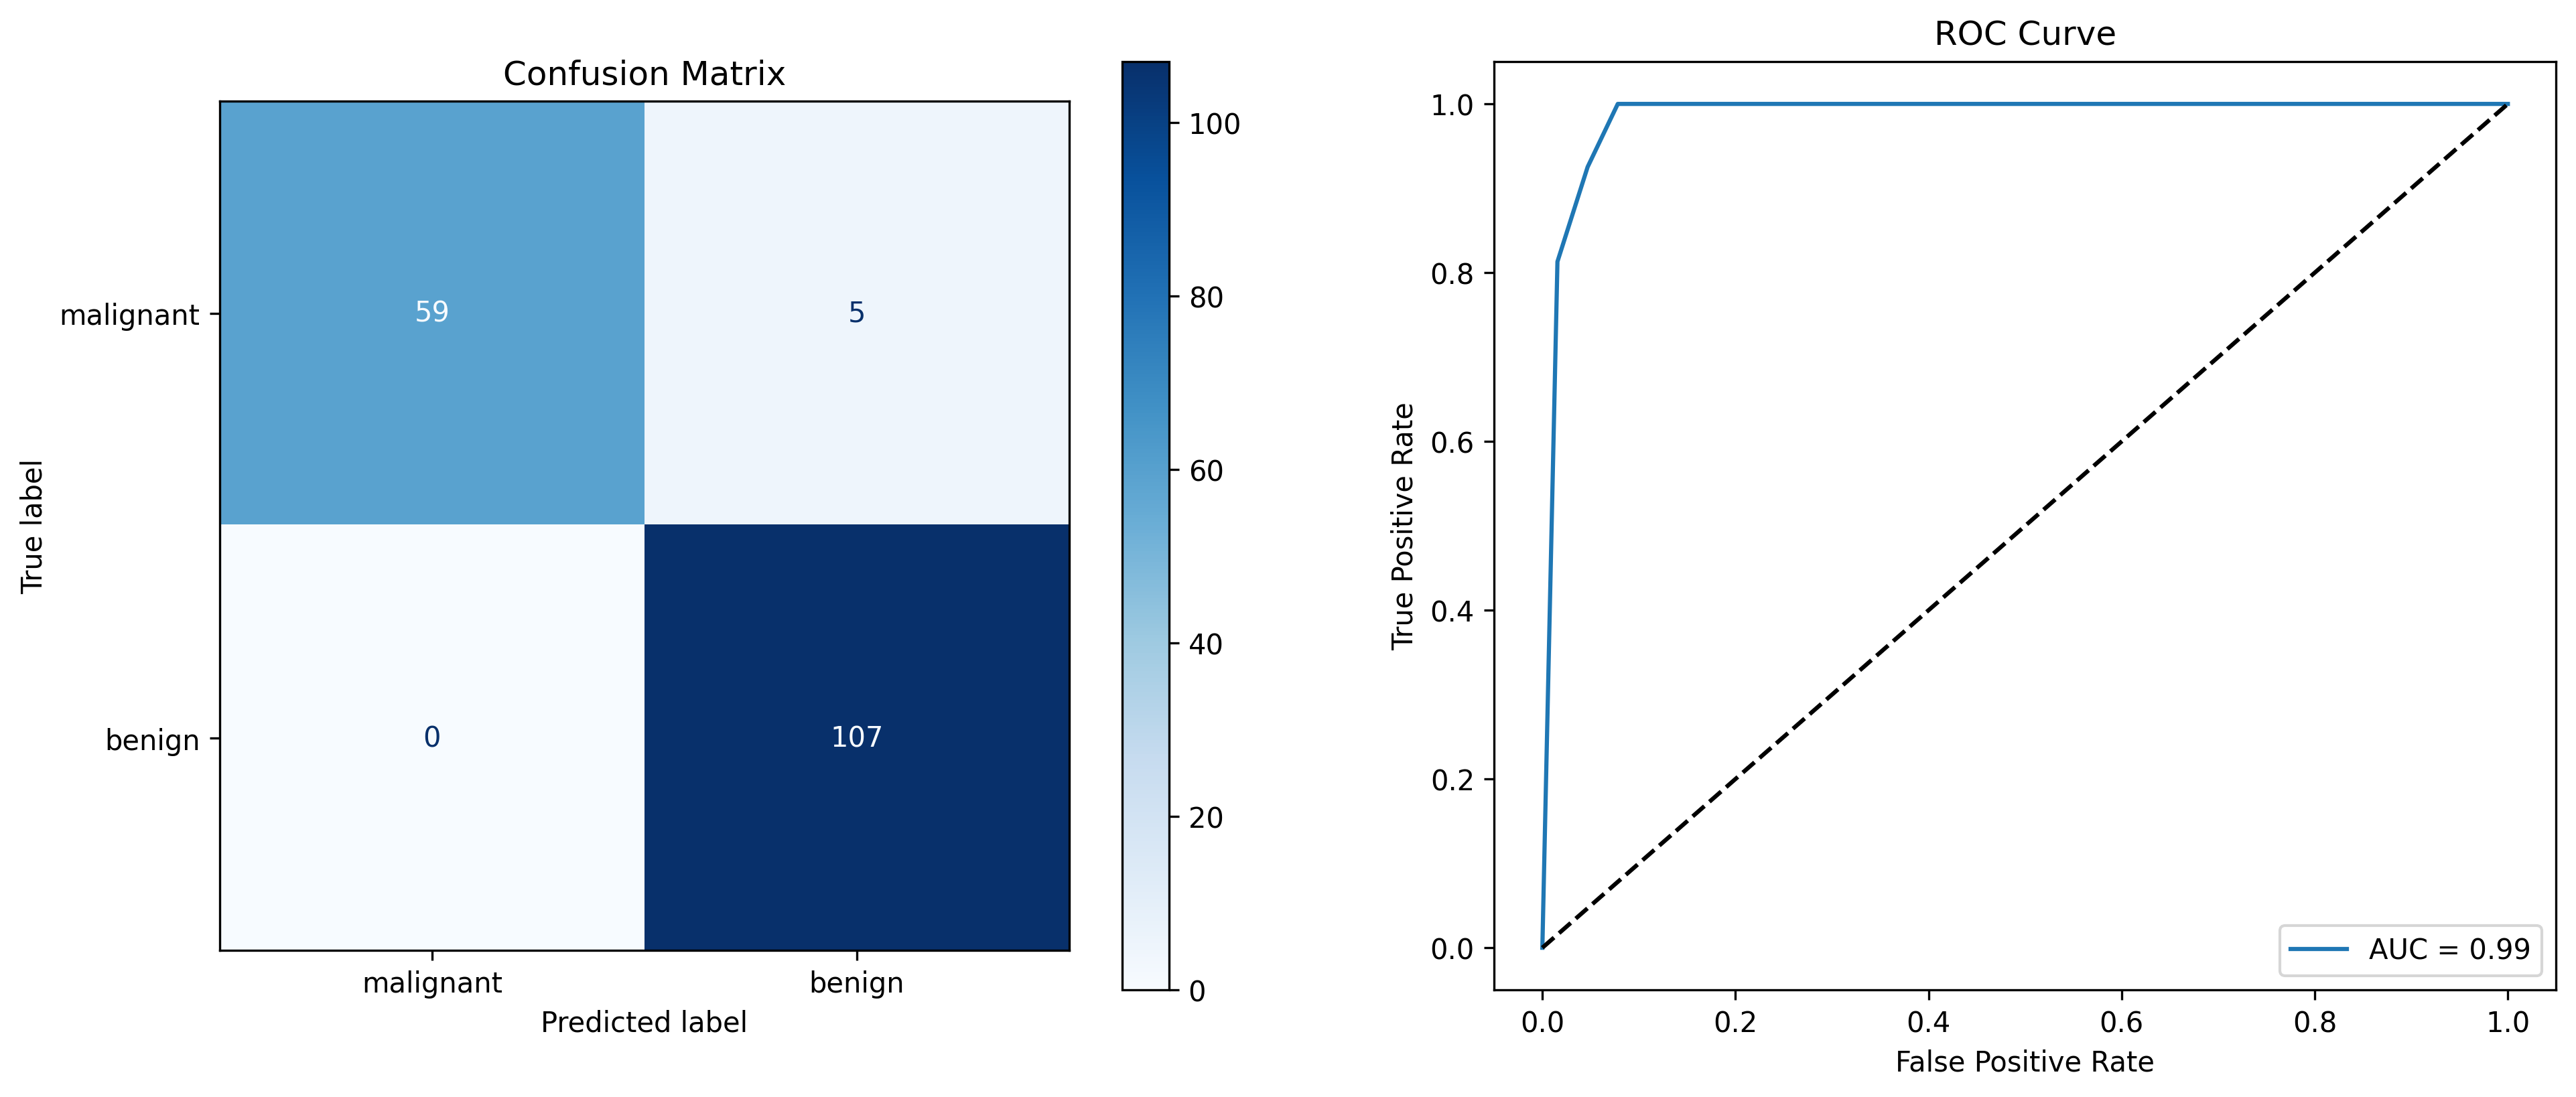 Confusion Matrix
True label
malignant
benign
59
5
0
107
malignant
benign
Predicted label
100
80
60
40
20
0
ROC Curve
True Positive Rate
1.0
0.8
0.6
0.4
0.2
0.0
0.0
0.2
0.4
0.6
0.8
1.0
False Positive Rate
AUC = 0.99